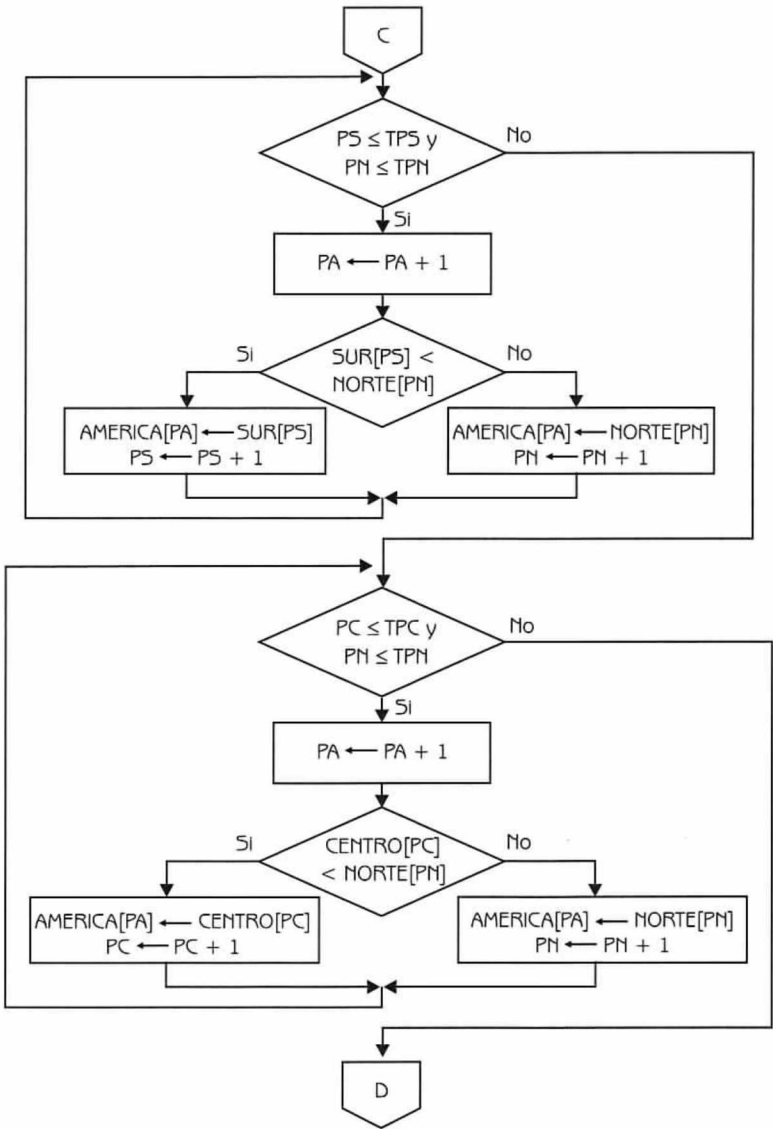 C
PS ≤ TPS y
PN ≤ TPN
No
Si
PA ← PA + 1
Si
SUR[PS] <
NORTE[PN]
No
AMERICA[PA] ← SUR[PS]
PS ← PS + 1
AMERICA[PA] ← NORTE[PN]
PN ← PN + 1
PC ≤ TPC y
PN ≤ TPN
No
Si
PA ← PA + 1
Si
CENTRO[PC]
< NORTE[PN]
No
AMERICA[PA] ← CENTRO[PC]
PC ← PC + 1
AMERICA[PA] ← NORTE[PN]
PN ← PN + 1
D